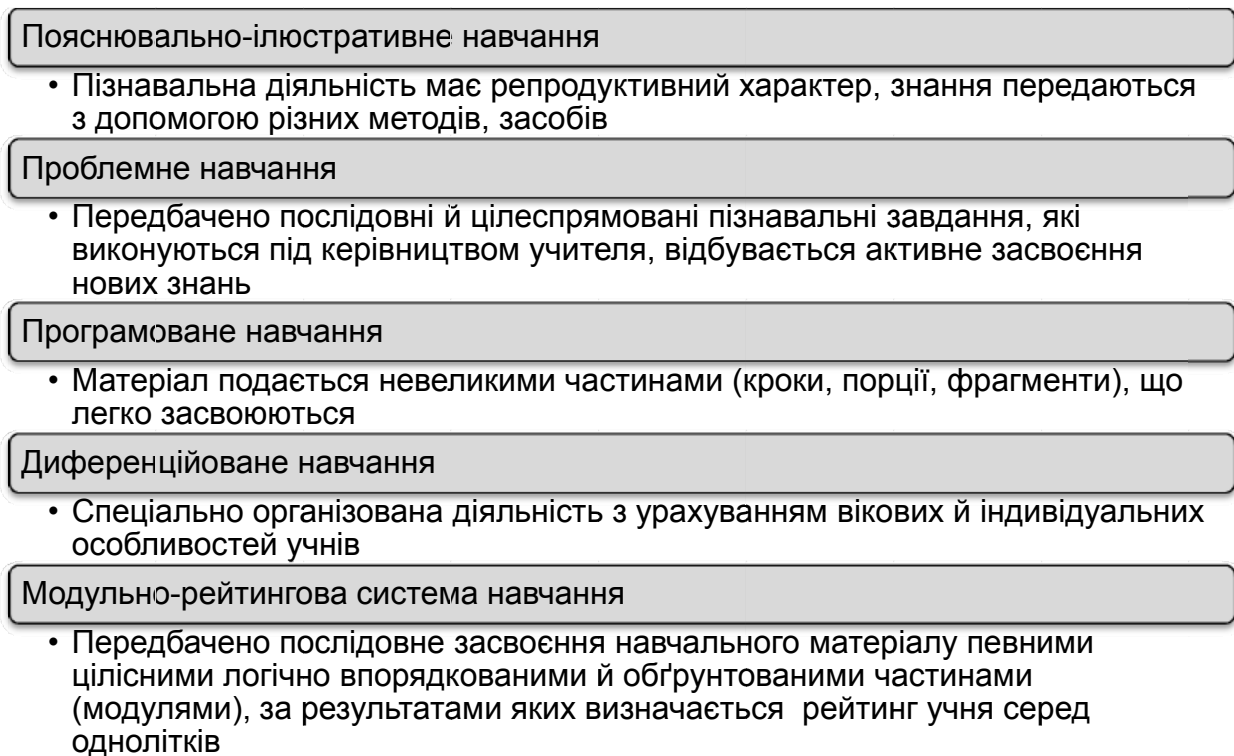 Пояснювально-ілюстративне навчання
• Пізнавальна діяльність має репродуктивний характер, знання передаються
з допомогою різних методів, засобів
Проблемне навчання
• Передбачено послідовні й цілеспрямовані пізнавальні завдання, які
виконуються під керівництвом учителя, відбувається активне засвоєння
нових знань
Програмоване навчання
• Матеріал подається невеликими частинами (кроки, порції, фрагменти), що
легко засвоюються
Диференційоване навчання
• Спеціально організована діяльність з урахуванням вікових й індивідуальних
особливостей учнів
Модульно-рейтингова система навчання
• Передбачено послідовне засвоєння навчального матеріалу певними
цілісними логічно впорядкованими й обґрунтованими частинами
(модулями), за результатами яких визначається рейтинг учня серед
однолітків